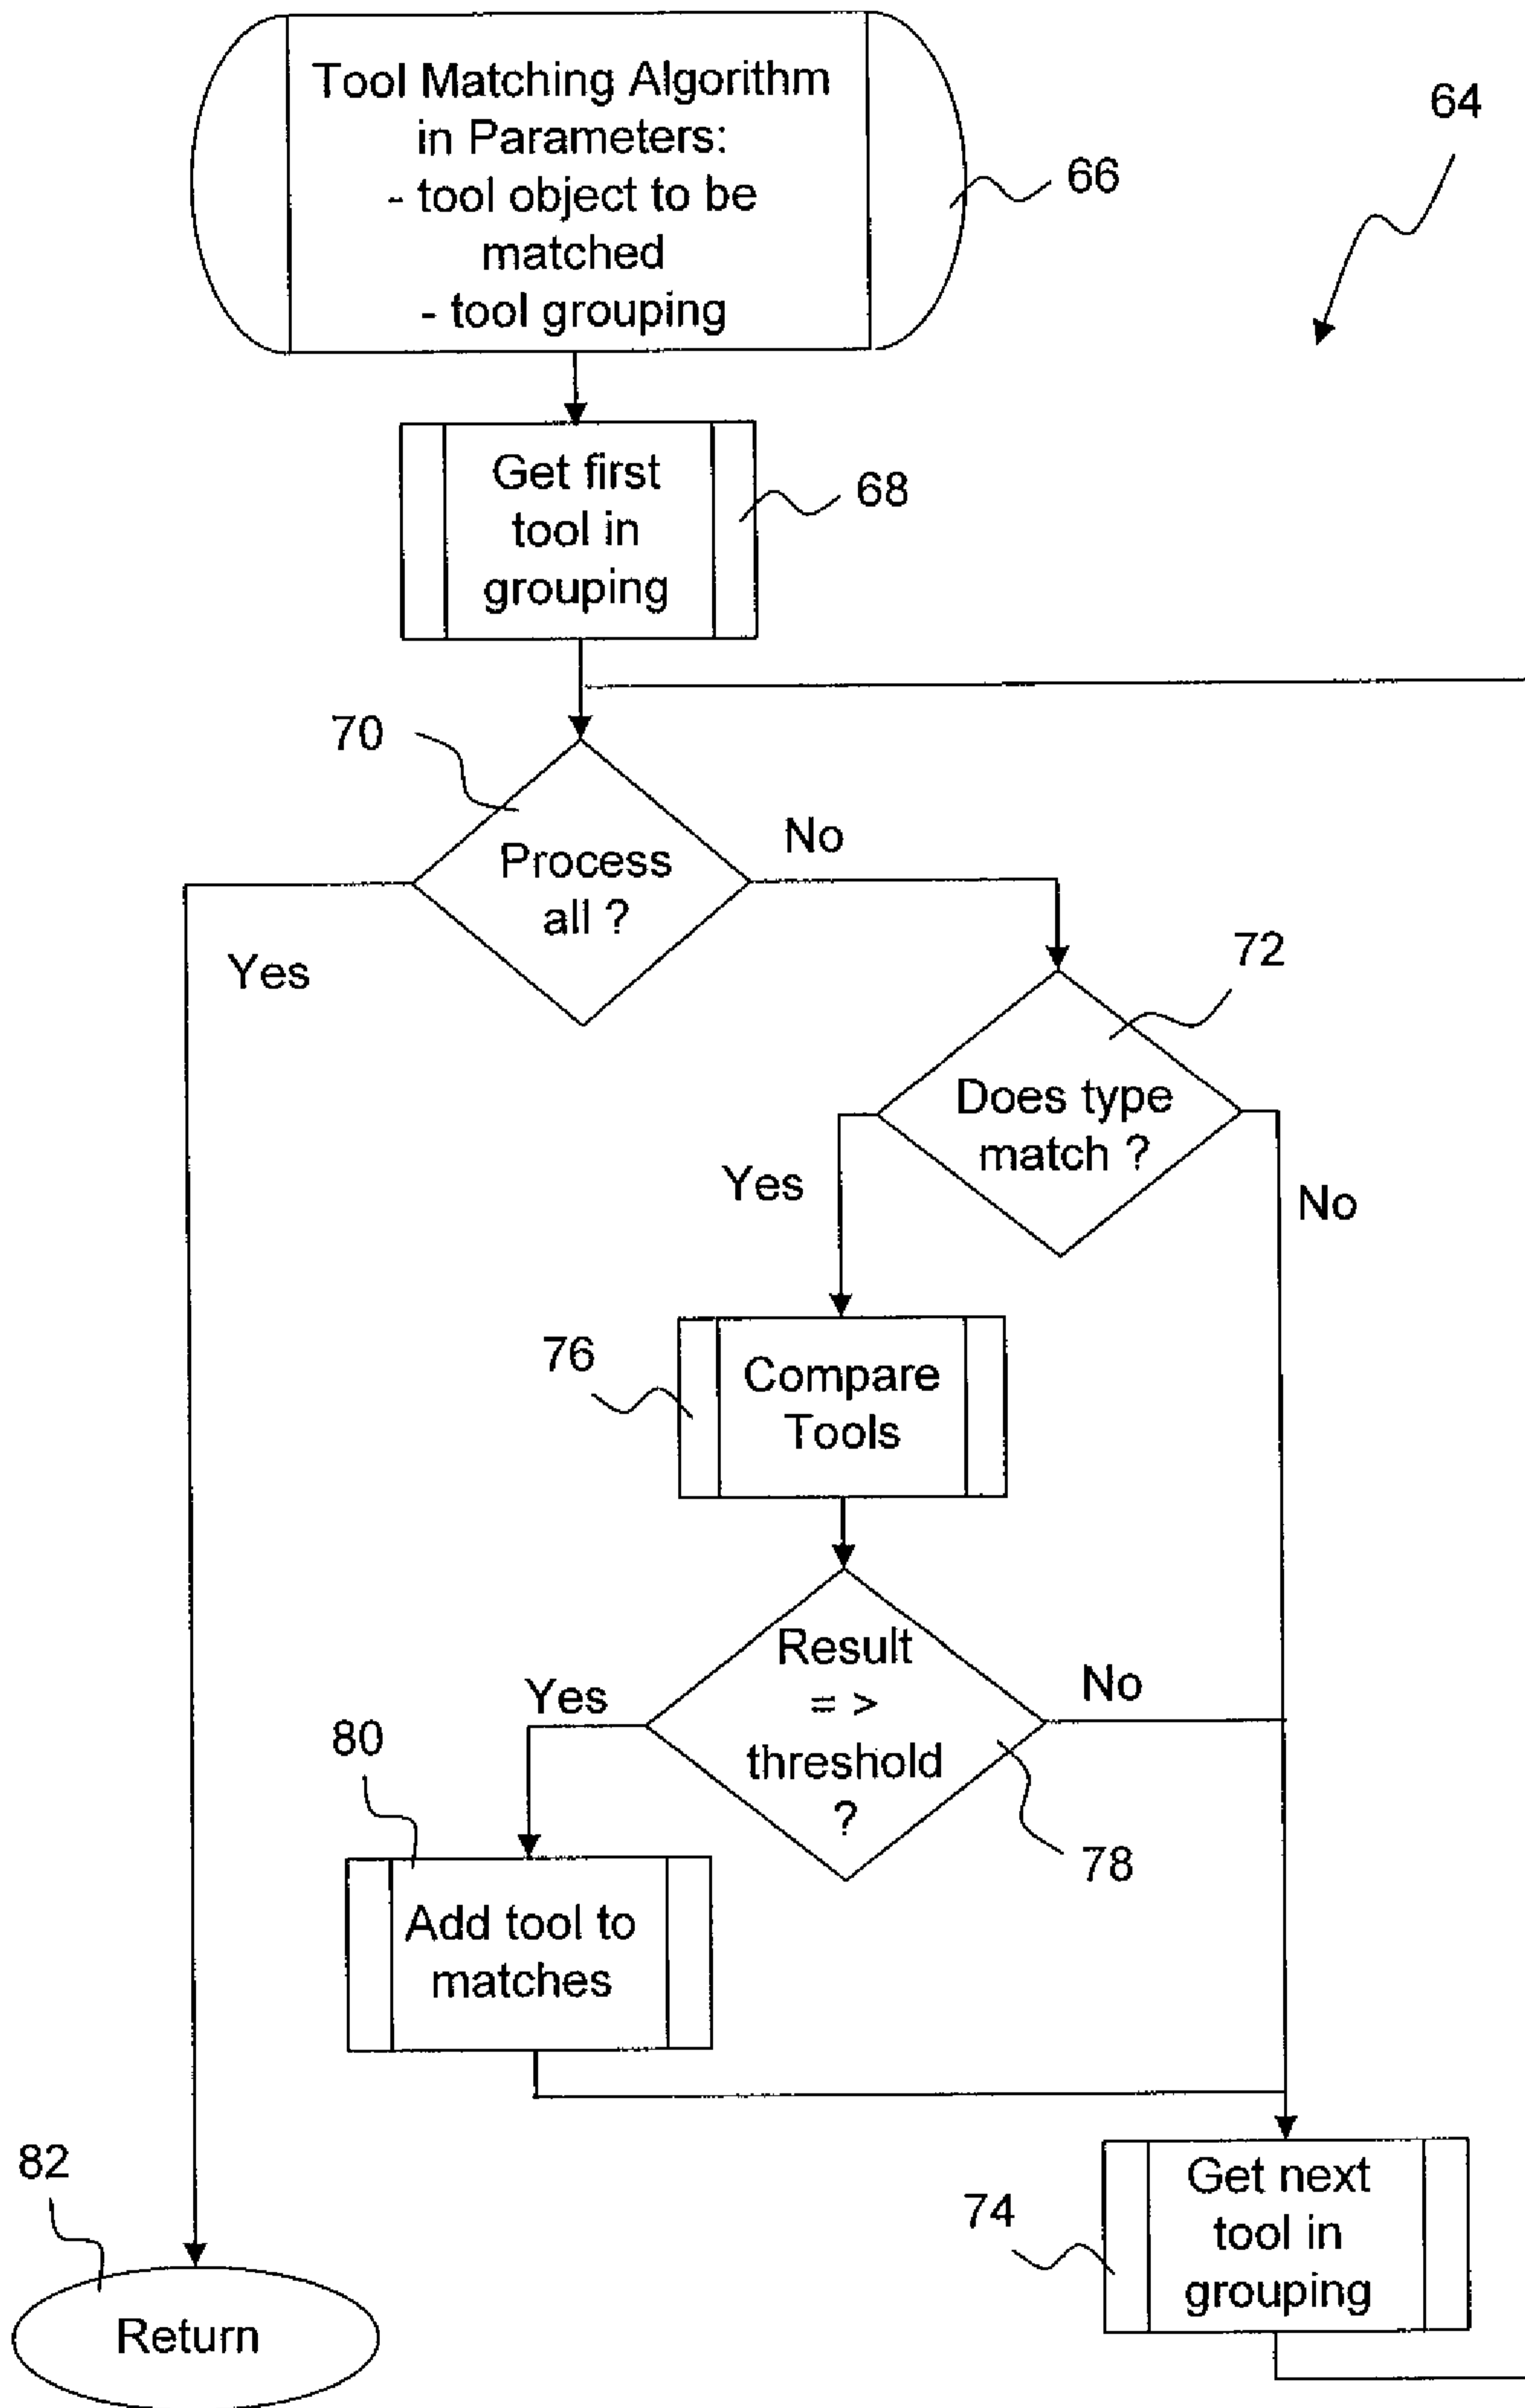 Tool Matching Algorithm
in Parameters:
- tool object to be
matched
- tool grouping
64
66
Get first
tool in
grouping
68
70
Process
all ?
No
Yes
72
Does type
match ?
Yes
No
76
Compare
Tools
Result
= >
threshold
?
Yes
No
78
80
Add tool to
matches
82
Return
74
Get next
tool in
grouping